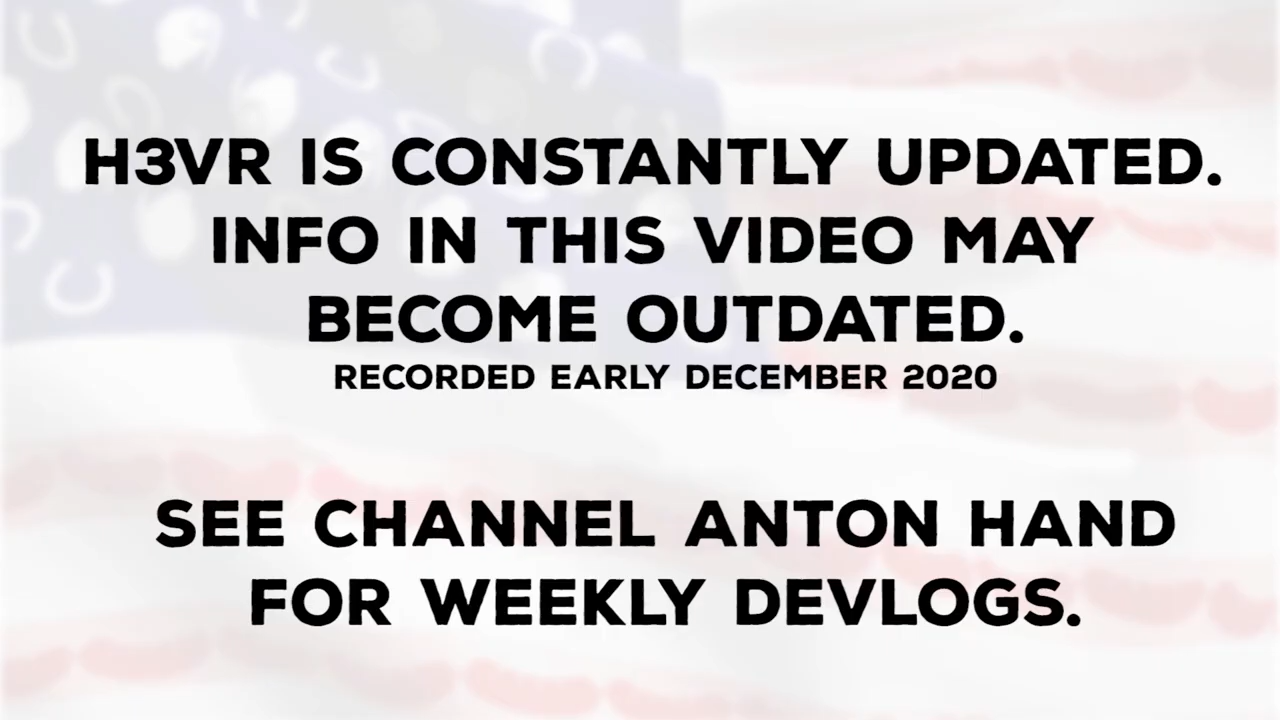 H3VR IS CONSTANTLY UPDATED.
INFO IN THIS VIDEO MAY
BECOME OUTDATED.
RECORDED EARLY DECEMBER 2020
SEE CHANNEL ANTON HAND
FOR WEEKLY DEVLOGS.